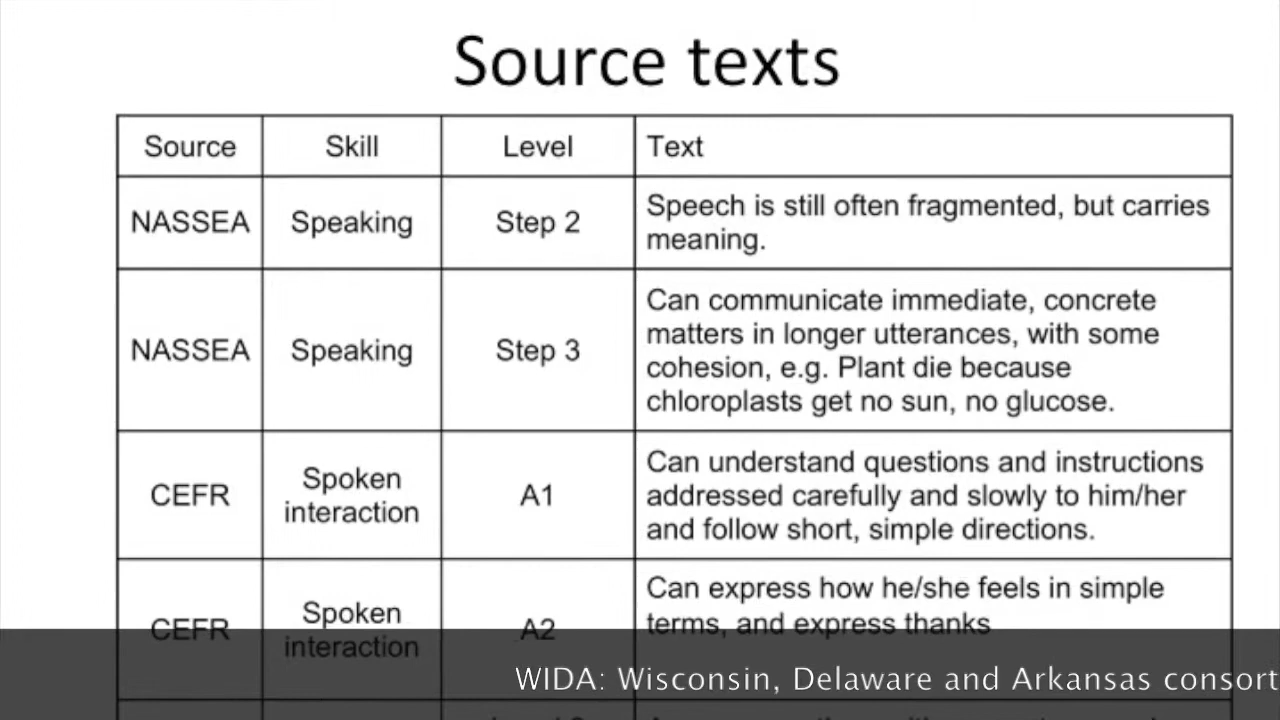 Source texts
Source Skill Level Text
NASSEA Speaking Step 2 Speech is still often fragmented, but carries
meaning.
NASSEA Speaking Step 3 Can communicate immediate, concrete
matters in longer utterances, with some
cohesion, e.g. Plant die because
chloroplasts get no sun, no glucose.
CEFR Spoken
interaction A1 Can understand questions and instructions
addressed carefully and slowly to him/her
and follow short, simple directions.
CEFR Spoken
interaction A2 Can express how he/she feels in simple
terms, and express thanks
WIDA: Wisconsin, Delaware and Arkansas consort